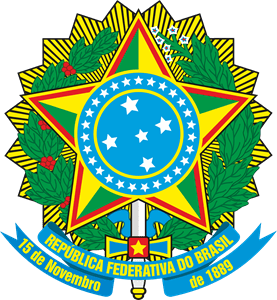 REPÚBLICA FEDERATIVA DO BRASIL
15 de Novembro
de 1889